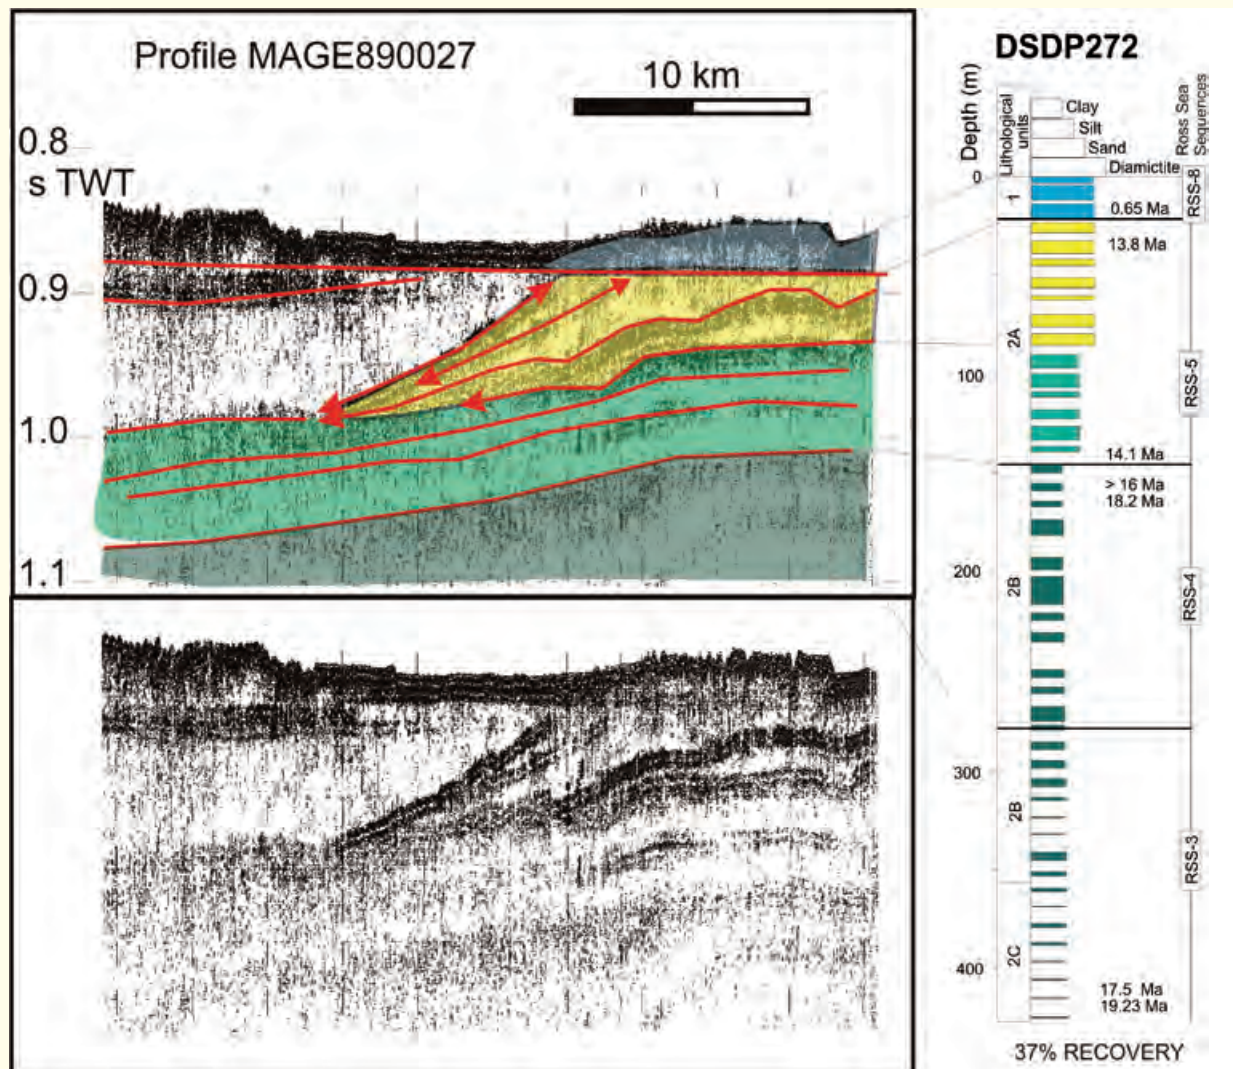 Profile MAGE890027
10 km
0.8
s TWT
0.9
1.0
1.1
DSDP272
Depth (m)
Lithological units
Clay
Silt
Sand
Diamictite
Ross Sea Sequences
0
100
200
300
400
1
2A
2B
2B
2C
0.65 Ma
13.8 Ma
14.1 Ma
> 16 Ma
18.2 Ma
17.5 Ma
19.23 Ma
RSS-8
RSS-5
RSS-4
RSS-3
37% RECOVERY